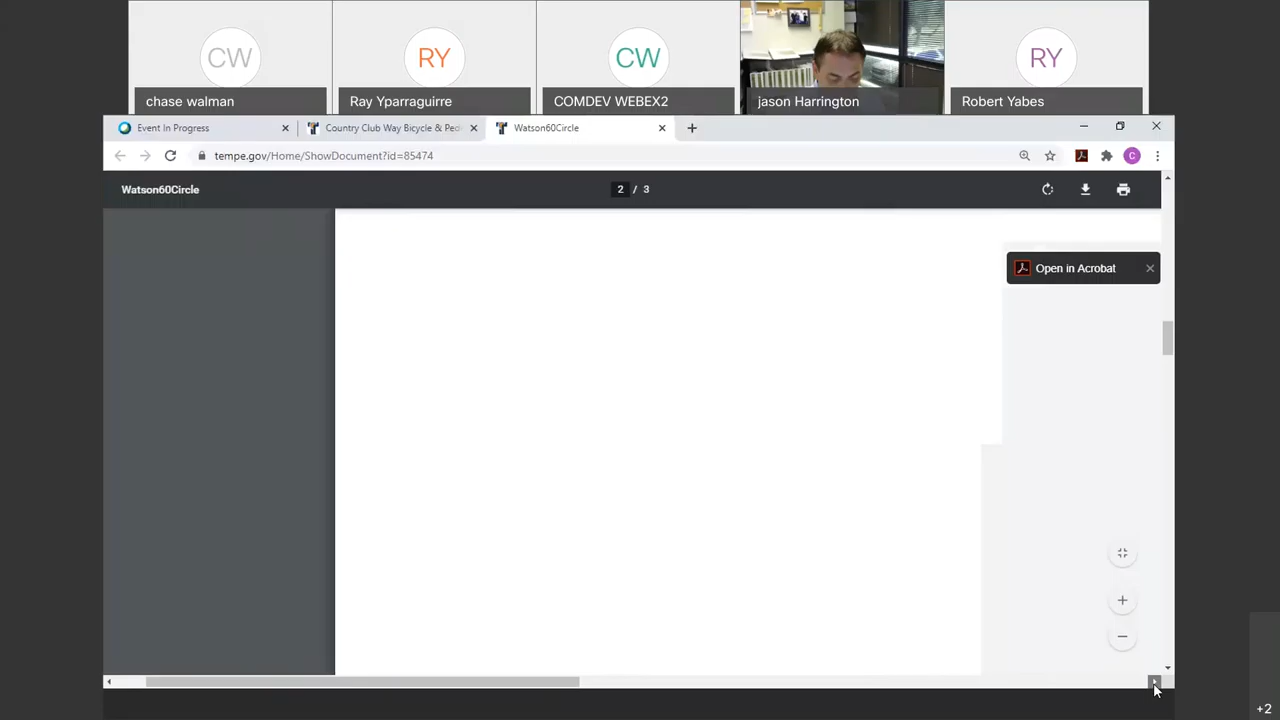 CW
RY
CW
RY
chase walman
Ray Yparraguirre
COMDEV WEBEX2
jason Harrington
Robert Yabes
Event In Progress
Country Club Way Bicycle & Ped
Watson60Circle
tempe.gov/Home/ShowDocument?id=85474
C
Watson60Circle
2 / 3
Open in Acrobat
+2